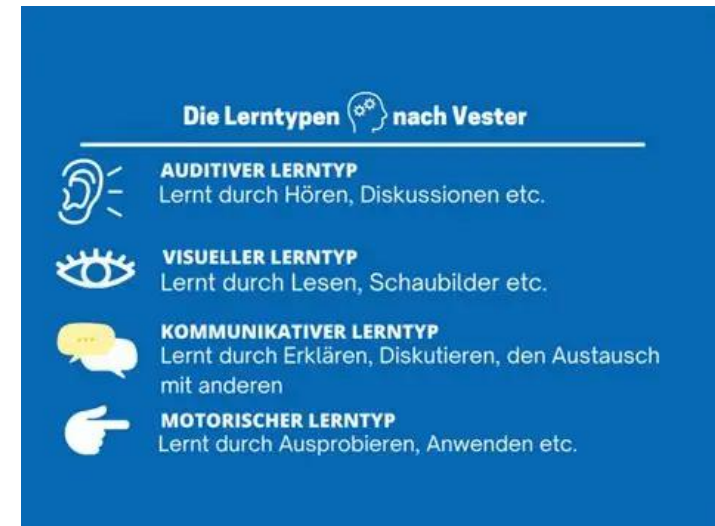 Die Lerntypen nach Vester
AUDITIVER LERNTYP
Lernt durch Hören, Diskussionen etc.
VISUELLER LERNTYP
Lernt durch Lesen, Schaubilder etc.
KOMMUNIKATIVER LERNTYP
Lernt durch Erklären, Diskutieren, den Austausch
mit anderen
MOTORISCHER LERNTYP
Lernt durch Ausprobieren, Anwenden etc.